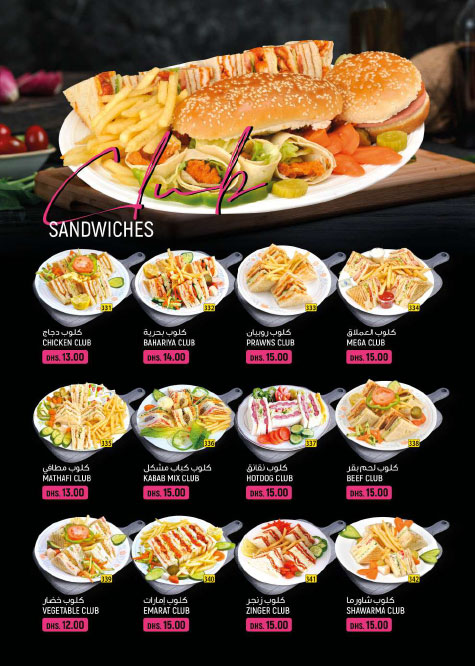 Club
SANDWICHES
331
332
333
334
كلوب دجاج
CHICKEN CLUB
DHS. 13.00
كلوب بحرية
BAHARIYA CLUB
DHS. 14.00
كلوب روبيان
PRAWNS CLUB
DHS. 15.00
كلوب العملاق
MEGA CLUB
DHS. 15.00
335
336
337
338
كلوب مطافي
MATHAFI CLUB
DHS. 13.00
كلوب كباب مشكل
KABAB MIX CLUB
DHS. 15.00
كلوب نقانق
HOTDOG CLUB
DHS. 15.00
كلوب لحم بقر
BEEF CLUB
DHS. 15.00
339
340
341
342
كلوب خضار
VEGETABLE CLUB
DHS. 12.00
كلوب إمارات
EMARAT CLUB
DHS. 15.00
كلوب زنجر
ZINGER CLUB
DHS. 15.00
كلوب شاورما
SHAWARMA CLUB
DHS. 15.00